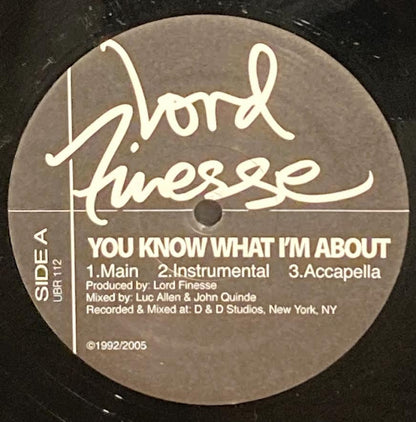 Lord
Finesse
YOU KNOW WHAT I'M ABOUT
1.Main 2.Instrumental 3.Accapella
Produced by: Lord Finesse
Mixed by: Luc Allen & John Quinde
Recorded & Mixed at: D & D Studios, New York, NY
©1992/2005
SIDE A
UBR 112